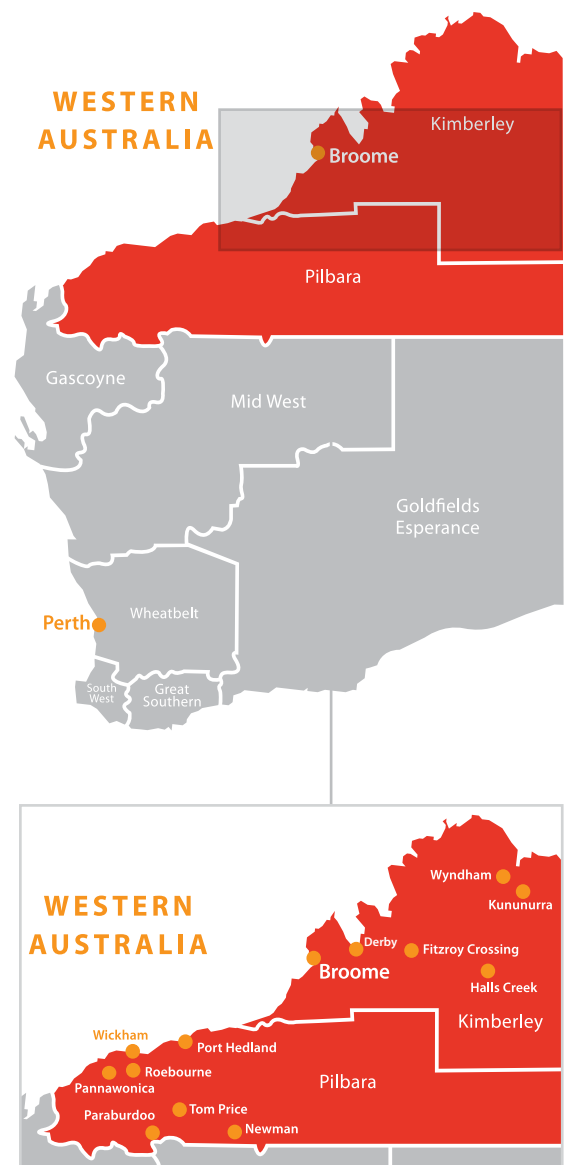 WESTERN
AUSTRALIA
Kimberley
Broome
Pilbara
Gascoyne
Mid West
Goldfields
Esperance
Wheatbelt
Perth
South
West
Great
Southern
Wyndham
Kununurra
WESTERN
AUSTRALIA
Derby
Fitzroy Crossing
Broome
Halls Creek
Kimberley
Wickham
Port Hedland
Roebourne
Pannawonica
Pilbara
Paraburdoo
Tom Price
Newman